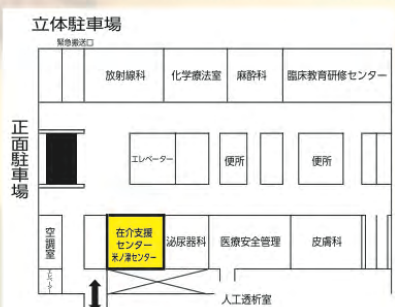 立体駐車場
緊急搬送口
放射線科
化学療法室
麻酔科
臨床教育研修センター
正面駐車場
エレベーター
便所
便所
空調室
在介支援
センター
米ノ津センター
泌尿器科
医療安全管理
皮膚科
人工透析室